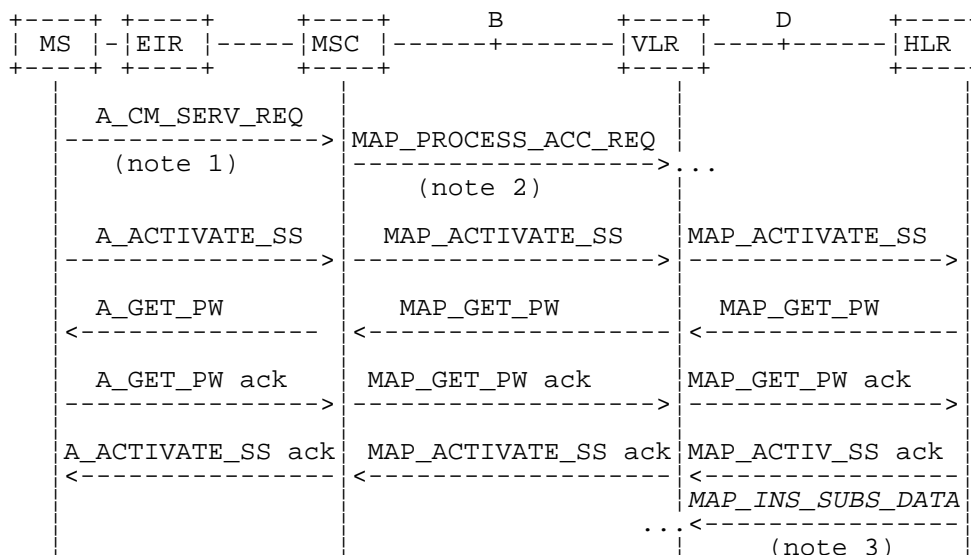 B D
MS EIR MSC VLR HLR
A_CM_SERV_REQ
MAP_PROCESS_ACC_REQ
(note 1) ...
(note 2)
A_ACTIVATE_SS MAP_ACTIVATE_SS MAP_ACTIVATE_SS
A_GET_PW MAP_GET_PW MAP_GET_PW
A_GET_PW ack MAP_GET_PW ack MAP_GET_PW ack
A_ACTIVATE_SS ack MAP_ACTIVATE_SS ack MAP_ACTIV_SS ack
MAP_INS_SUBS_DATA
...
(note 3)